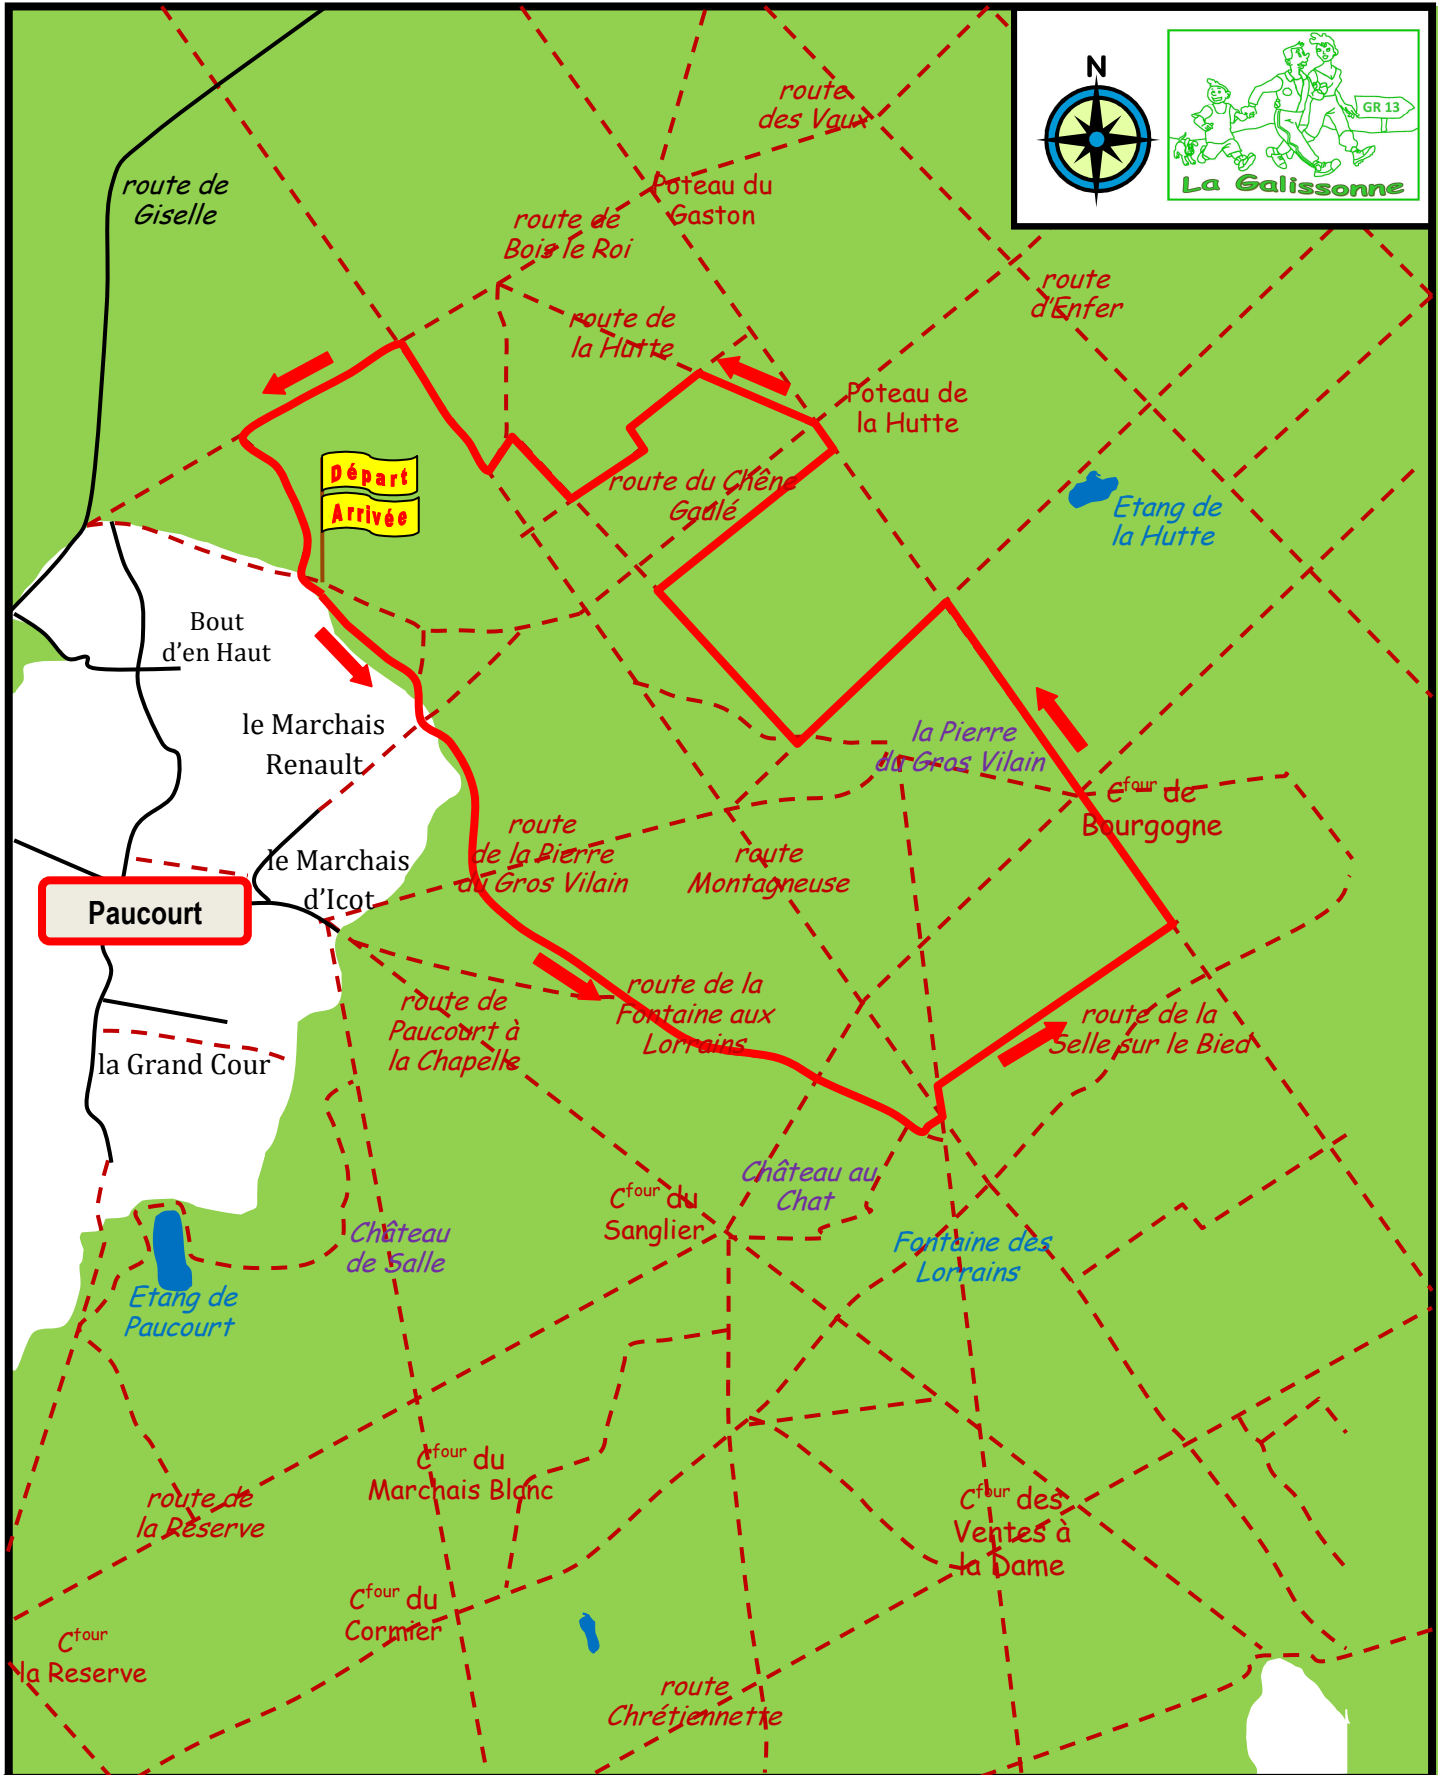 N
GR 13
La Galissonne
route
des Vaux
route de
Giselle
Poteau du
Gaston
route de
Bois le Roi
route
d'Enfer
route de
la Hutte
Poteau de
la Hutte
Départ
Arrivée
route du Chêne
Gaulé
Etang de
la Hutte
Bout
d'en Haut
le Marchais
Renault
la Pierre
du Gros Vilain
Cfour de
Bourgogne
route
de la Pierre
du Gros Vilain
route
Montagneuse
le Marchais
d'Icot
Paucourt
route de
Paucourt à
la Chapelle
route de la
Fontaine aux
Lorrains
route de la
Selle sur le Bied
la Grand Cour
Château au
Chat
Cfour du
Sanglier
Château
de Salle
Fontaine des
Lorrains
Etang de
Paucourt
Cfour du
Marchais Blanc
route de
la Réserve
Cfour des
Ventes à
la Dame
Cfour du
Cormier
Cfour
la Reserve
route
Chrétiennette